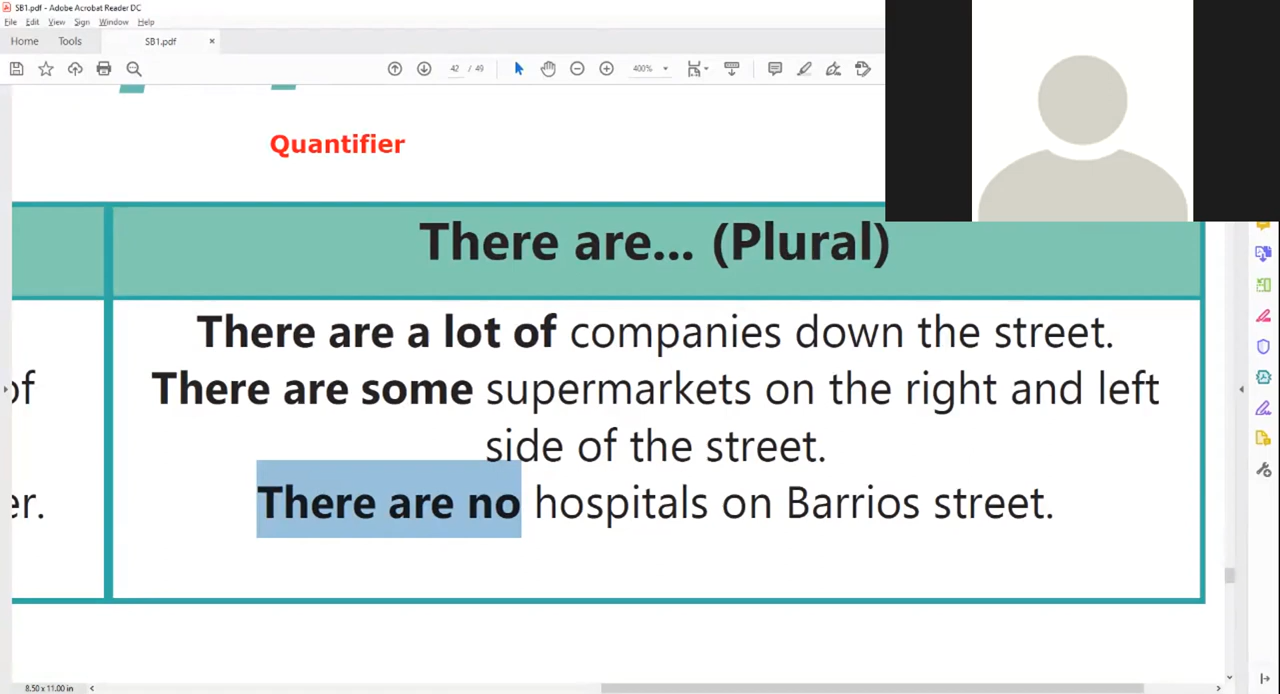 SB1.pdf - Adobe Acrobat Reader DC
File Edit View Sign Window Help
Home Tools SB1.pdf ×
42 / 49 400%
Quantifier
There are... (Plural)
There are a lot of companies down the street.
There are some supermarkets on the right and left
of
side of the street.
er.
There are no hospitals on Barrios street.
8.50 x 11.00 in